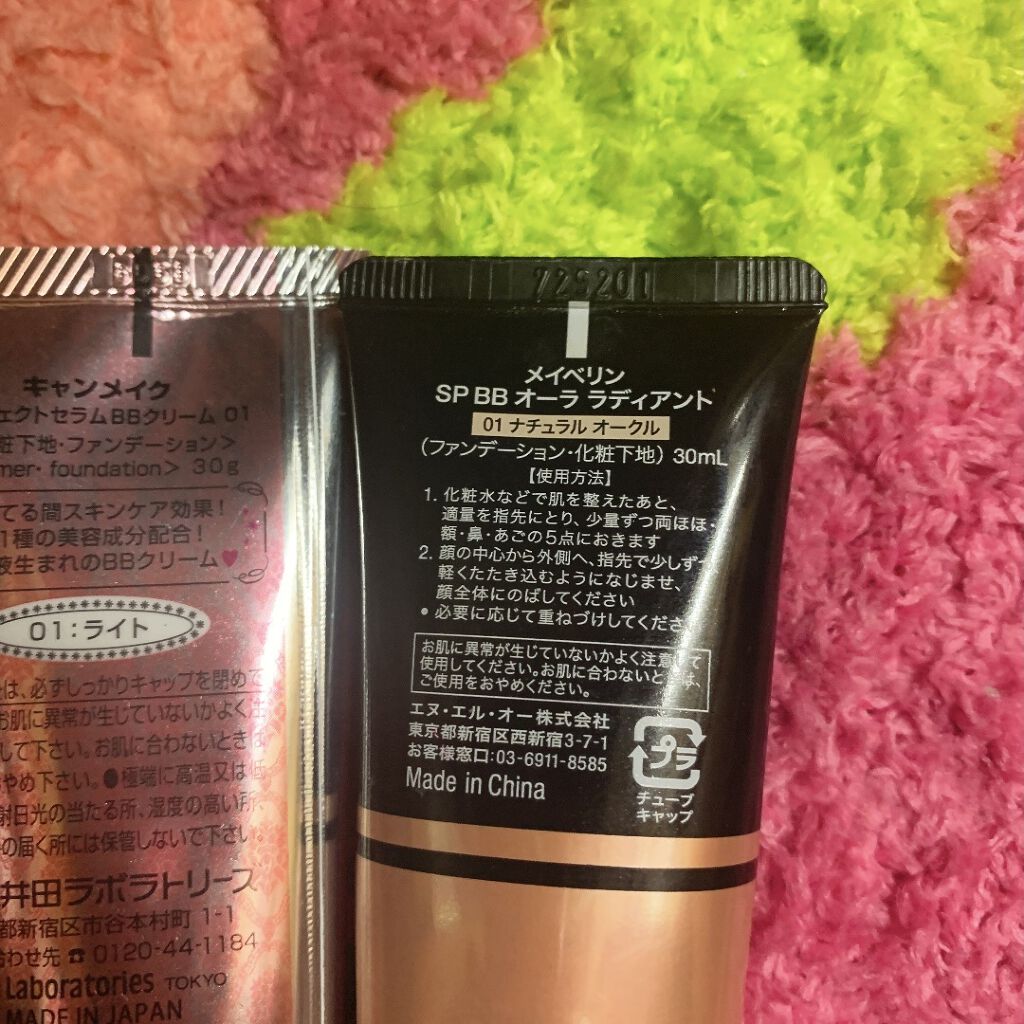 キャンメイク
ェクトセラムBBクリーム 01
粧下地・ファンデーション＞
mer・foundation＞ 30g
てる間スキンケア効果！
1種の美容成分配合！
液生まれのBBクリーム♥
01：ライト
は、必ずしっかりキャップを閉めて
お肌に異常が生じていないかよく注
して下さい。お肌に合わないときは
やめ下さい。●極端に高温又は低
射日光の当たる所、湿度の高い所、
の届く所には保管しないで下さい。
井田ラボラトリーズ
都新宿区市谷本村町 1-1
合わせ先 ☎ 0120-44-1184
Laboratories TOKYO
MADE IN JAPAN
725201
メイベリン
SP BB オーラ ラディアント
01 ナチュラル オークル
（ファンデーション・化粧下地） 30mL
【使用方法】
1. 化粧水などで肌を整えたあと、
適量を指先にとり、少量ずつ両ほほ・
額・鼻・あごの5点におきます
2. 顔の中心から外側へ、指先で少しずつ
軽くたたき込むようになじませ、
顔全体にのばしてください
• 必要に応じて重ねづけしてくださ
お肌に異常が生じていないかよく注意して
使用してください。お肌に合わないときは、
ご使用をおやめください。
エヌ・エル・オー株式会社
東京都新宿区西新宿3-7-1
お客様窓口:03-6911-8585
Made in China
プラ
チューブ
キャップ